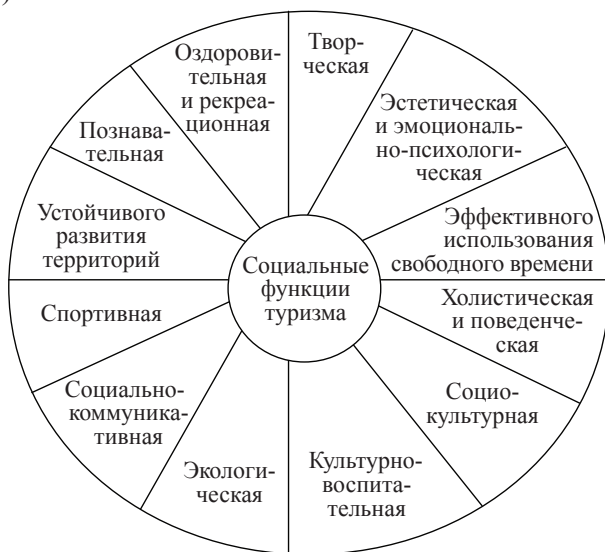 )
Оздорови-
тельная
и рекреа-
ционная
Твор-
ческая
Эстетическая
и эмоциональ-
но-психологи-
ческая
Эффективного
использования
свободного времени
Холистическая
и поведенче-
ская
Социо-
культурная
Культурно-
воспита-
тельная
Экологи-
ческая
Социально-
коммуника-
тивная
Спортивная
Устойчивого
развития
территорий
Познава-
тельная
Социальные
функции
туризма